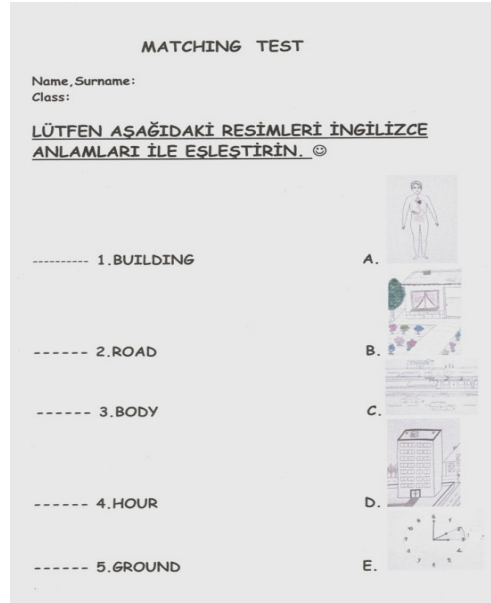 MATCHING TEST
Name,Surname:
Class:
LÜTFEN AŞAĞIDAKİ RESİMLERİ İNGİLİZCE
ANLAMLARI İLE EŞLEŞTİRİN. ☺
---------- 1.BUILDING A.
------ 2.ROAD B.
------ 3.BODY C.
------ 4.HOUR D.
------ 5.GROUND E.